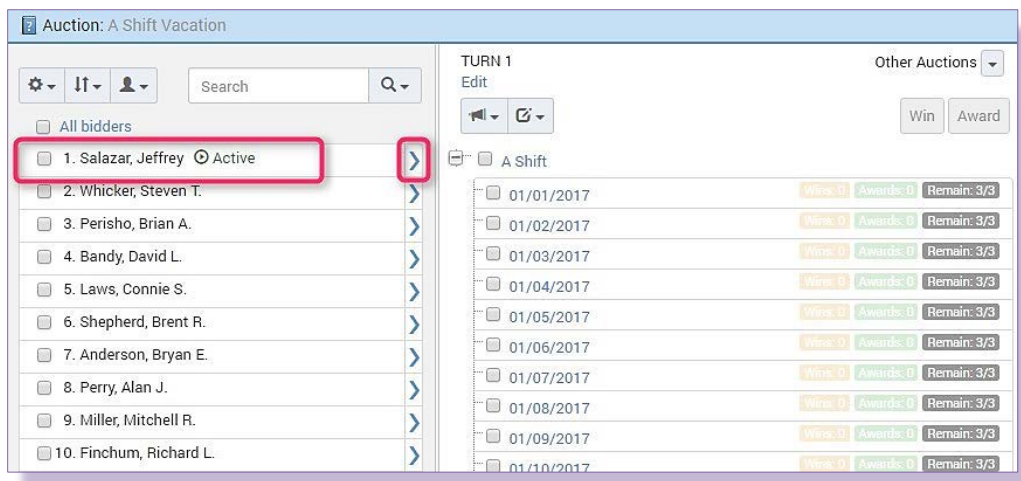 Auction: A Shift Vacation
Search
All bidders
1. Salazar, Jeffrey Active
2. Whicker, Steven T.
3. Perisho, Brian A.
4. Bandy, David L.
5. Laws, Connie S.
6. Shepherd, Brent R.
7. Anderson, Bryan E.
8. Perry, Alan J.
9. Miller, Mitchell R.
10. Finchum, Richard L.
TURN 1
Other Auctions
Edit
Win Award
A Shift
01/01/2017 Wins: 0 Awards: 0 Remain: 3/3
01/02/2017 Wins: 0 Awards: 0 Remain: 3/3
01/03/2017 Wins: 0 Awards: 0 Remain: 3/3
01/04/2017 Wins: 0 Awards: 0 Remain: 3/3
01/05/2017 Wins: 0 Awards: 0 Remain: 3/3
01/06/2017 Wins: 0 Awards: 0 Remain: 3/3
01/07/2017 Wins: 0 Awards: 0 Remain: 3/3
01/08/2017 Wins: 0 Awards: 0 Remain: 3/3
01/09/2017 Wins: 0 Awards: 0 Remain: 3/3
01/10/2017 Wins: 0 Awards: 0 Remain: 3/3